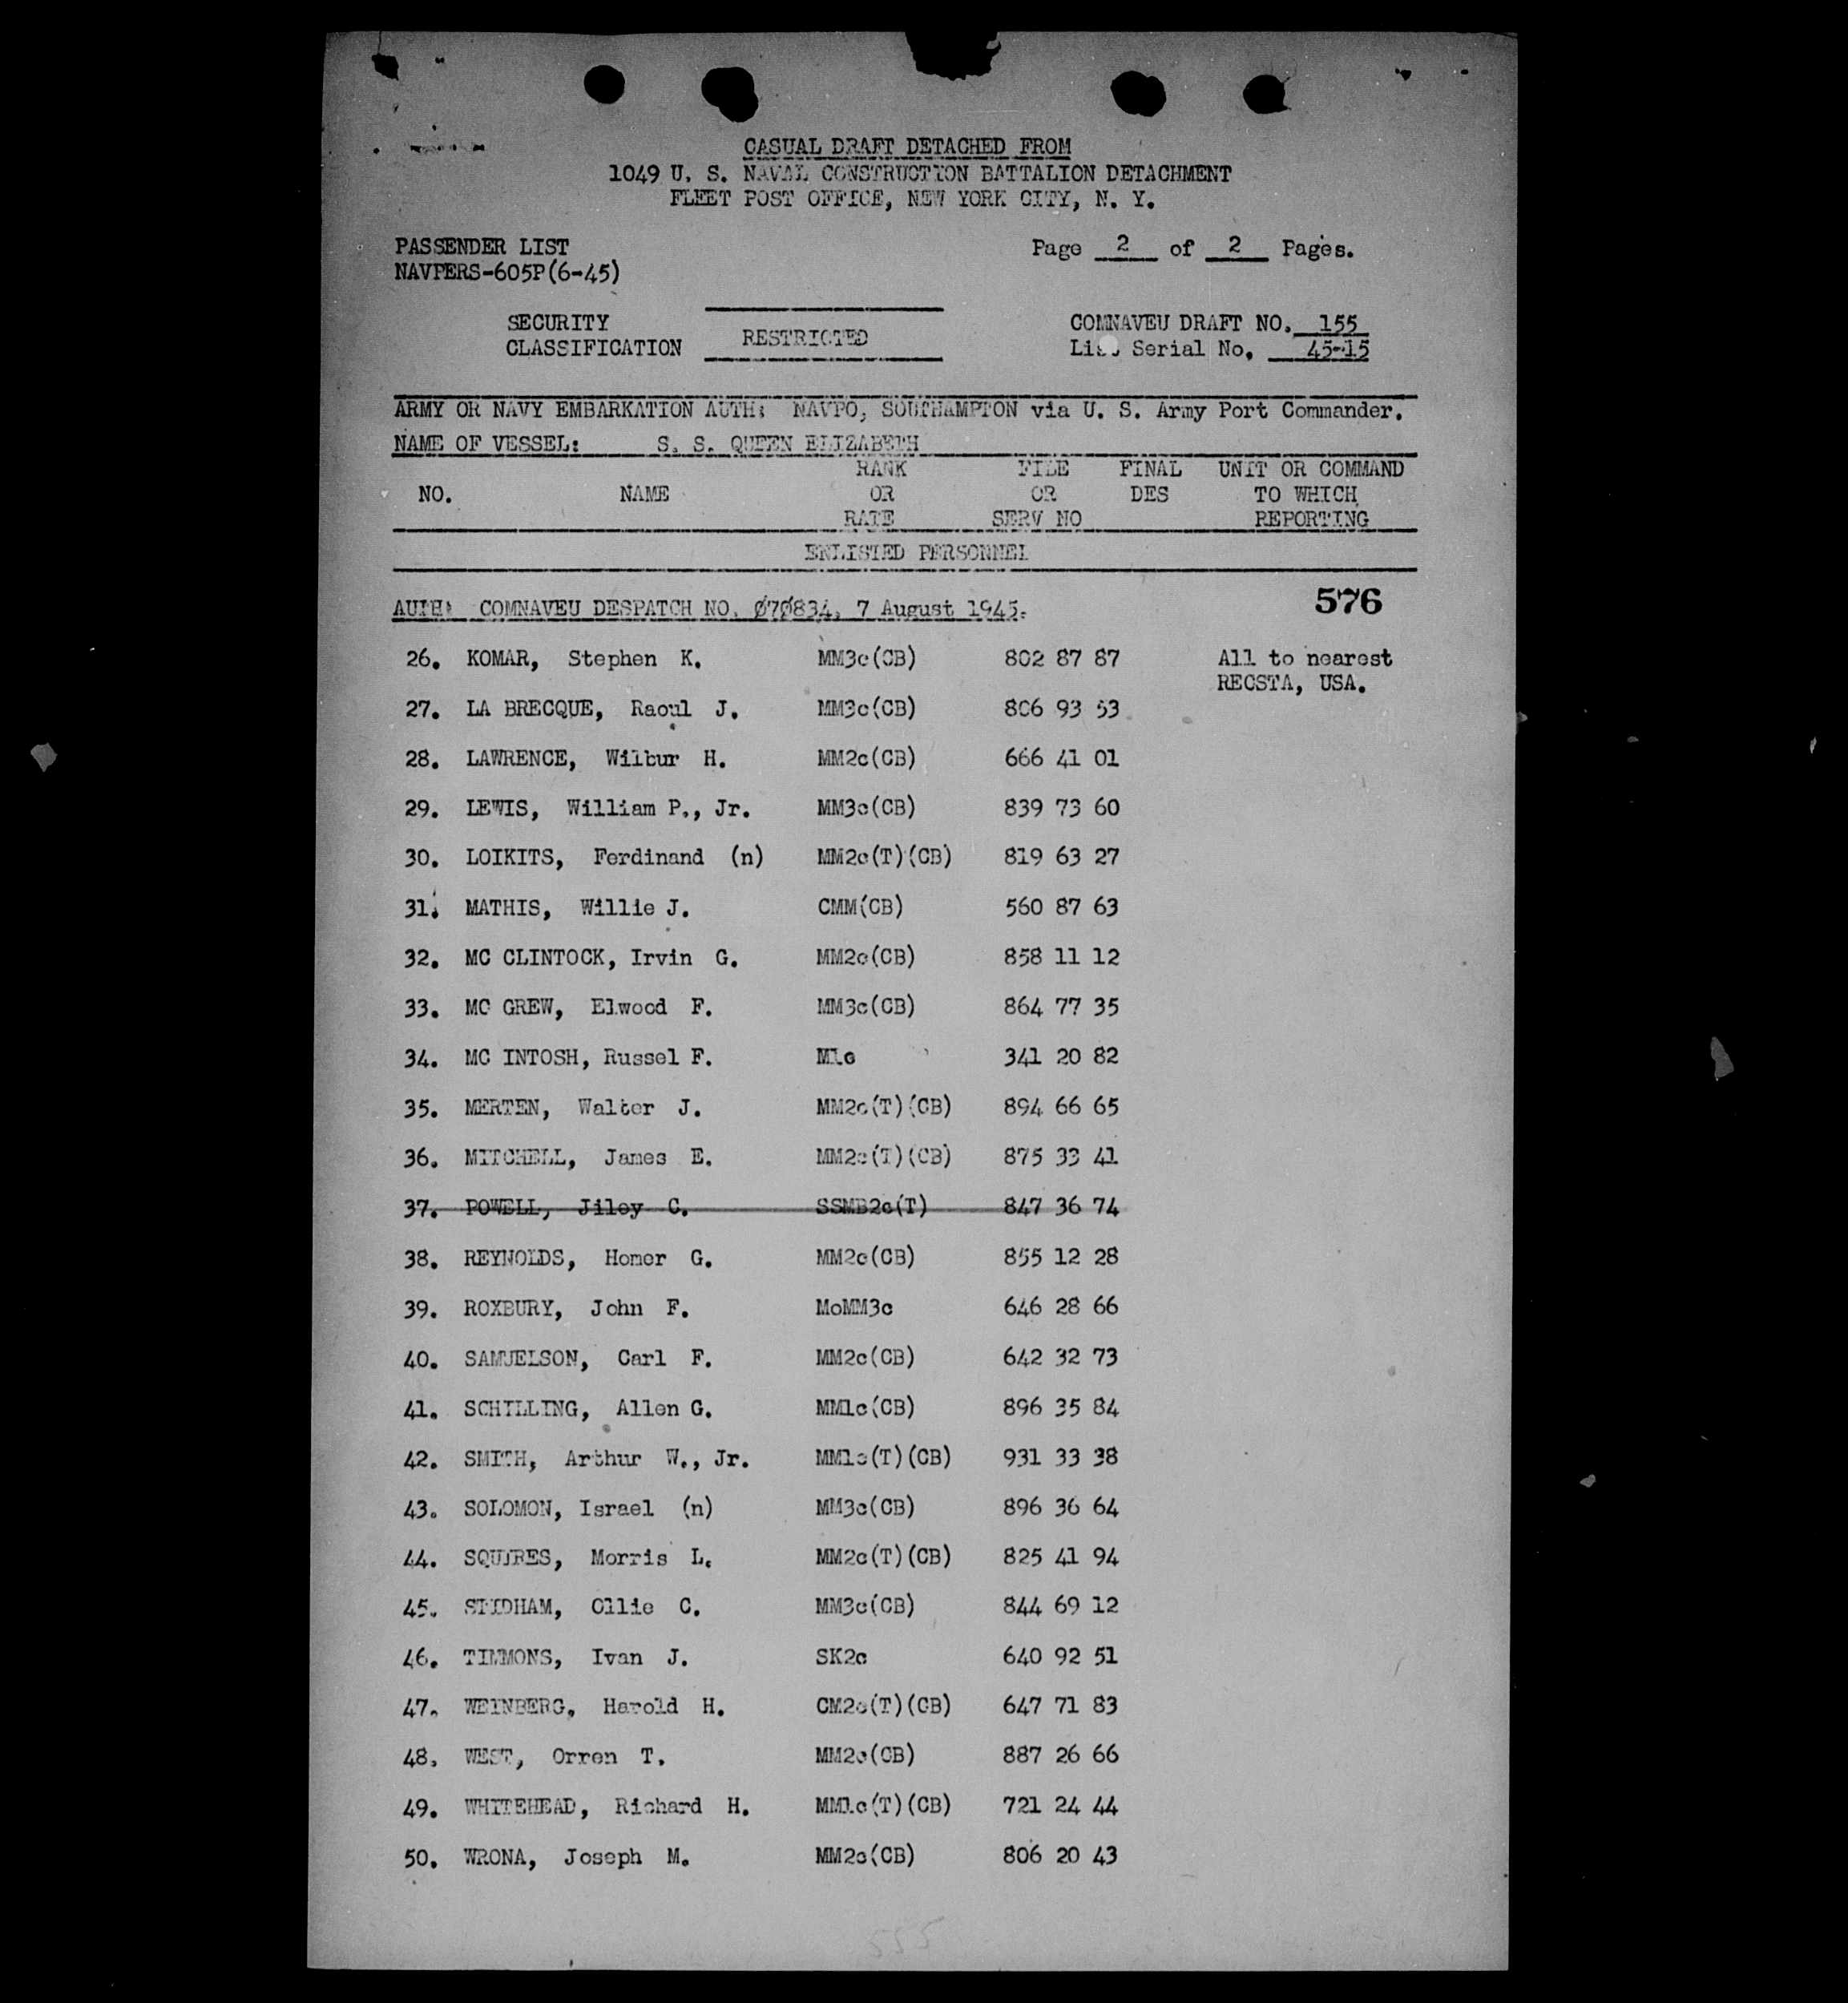 CASUAL DRAFT DETACHED FROM
1049 U. S. NAVAL CONSTRUCTION BATTALION DETACHMENT
FLEET POST OFFICE, NEW YORK CITY, N. Y.
PASSENDER LIST Page 2 of 2 Pages.
NAVPERS-605P(6-45)
SECURITY CLASSIFICATION RESTRICTED
COMNAVEU DRAFT NO. 155
List Serial No. 45-15
ARMY OR NAVY EMBARKATION AUTH: NAVPO, SOUTHAMPTON via U. S. Army Port Commander.
NAME OF VESSEL: S. S. QUEEN ELIZABETH
NO. NAME RANK OR RATE FILE OR SERV NO FINAL DES UNIT OR COMMAND TO WHICH REPORTING
ENLISTED PERSONNEL
576
AUTH: COMNAVEU DESPATCH NO. Ø7Ø834, 7 August 1945.
26. KOMAR, Stephen K. MM3c(CB) 802 87 87 All to nearest
RECSTA, USA.
27. LA BRECQUE, Raoul J. MM3c(CB) 806 93 53
28. LAWRENCE, Wilbur H. MM2c(CB) 666 41 01
29. LEWIS, William P., Jr. MM3c(CB) 839 73 60
30. LOIKITS, Ferdinand (n) MM2c(T)(CB) 819 63 27
31. MATHIS, Willie J. CMM(CB) 560 87 63
32. MC CLINTOCK, Irvin G. MM2c(CB) 858 11 12
33. MC GREW, Elwood F. MM3c(CB) 864 77 35
34. MC INTOSH, Russel F. M1c 341 20 82
35. MERTEN, Walter J. MM2c(T)(CB) 894 66 65
36. MITCHELL, James E. MM2c(T)(CB) 875 33 41
37. POWELL, Jiley C. SSMB2c(T) 847 36 74
38. REYNOLDS, Homer G. MM2c(CB) 855 12 28
39. ROXBURY, John F. MoMM3c 646 28 66
40. SAMUELSON, Carl F. MM2c(CB) 642 32 73
41. SCHILLING, Allen G. MM1c(CB) 896 35 84
42. SMITH, Arthur W., Jr. MM1c(T)(CB) 931 33 38
43. SOLOMON, Israel (n) MM3c(CB) 896 36 64
44. SQUIRES, Morris L. MM2c(T)(CB) 825 41 94
45. STIDHAM, Ollie C. MM3c(CB) 844 69 12
46. TIMMONS, Ivan J. SK2c 640 92 51
47. WEINBERG, Harold H. CM2c(T)(CB) 647 71 83
48. WEST, Orren T. MM2c(CB) 887 26 66
49. WHITEHEAD, Richard H. MM1c(T)(CB) 721 24 44
50. WRONA, Joseph M. MM2c(CB) 806 20 43
555